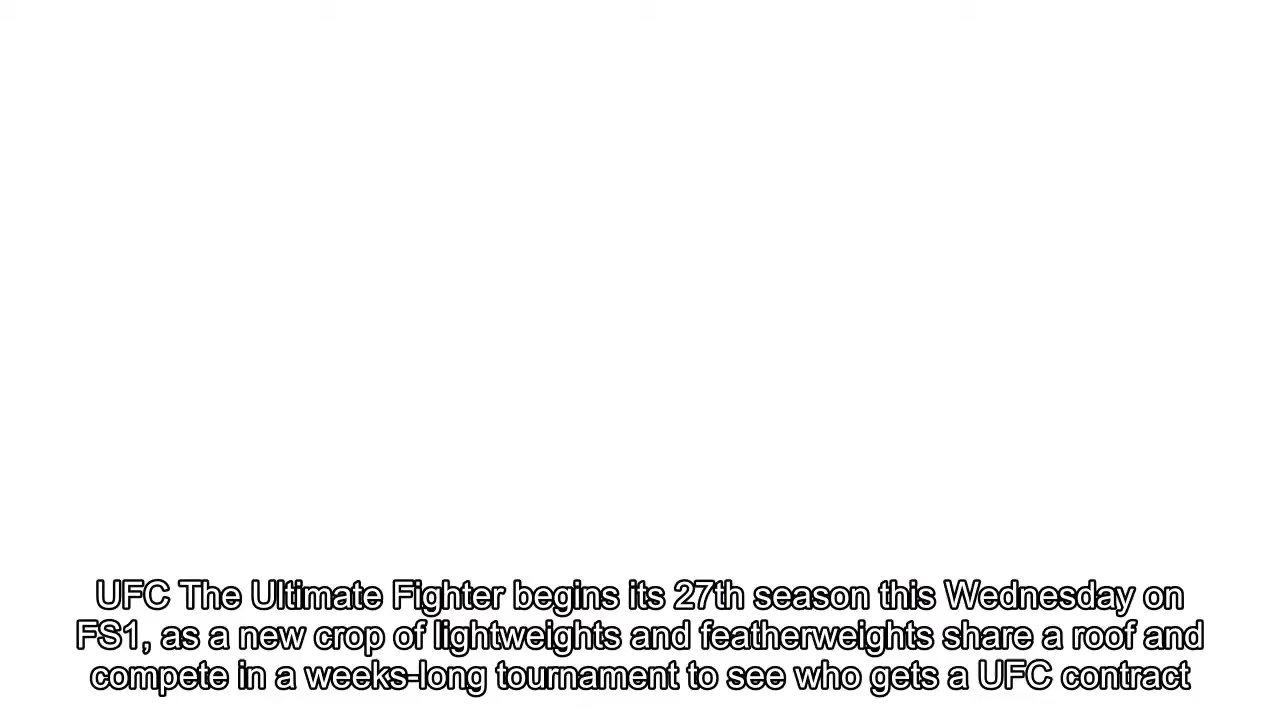 UFC The Ultimate Fighter begins its 27th season this Wednesday on
FS1, as a new crop of lightweights and featherweights share a roof and
compete in a weeks-long tournament to see who gets a UFC contract